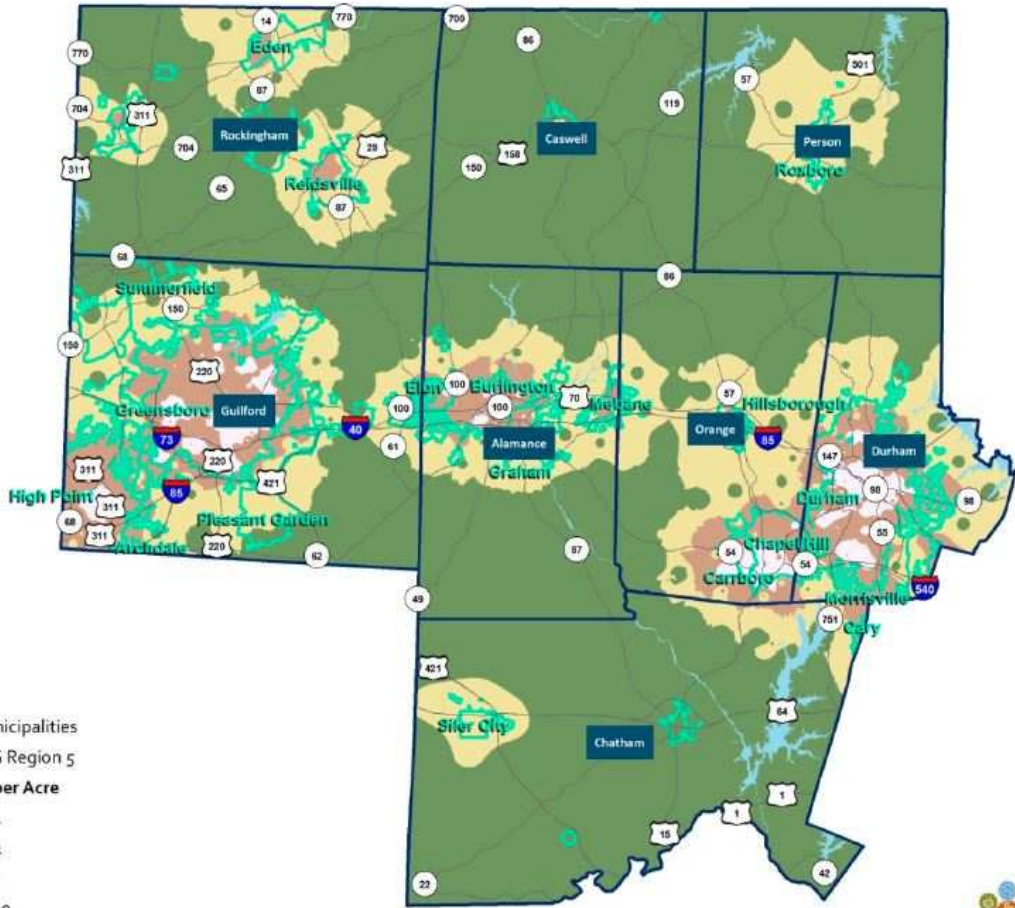 14
770
700
86
770
Eden
57
501
87
119
704
311
Rockingham
Caswell
Person
704
29
158
150
Roxboro
311
65
Reidsville
87
68
86
Summerfield
150
150
220
Elon
100
Burlington
57
70
Mebane
Hillsborough
Greensboro
Guilford
100
100
Orange
85
Durham
73
40
61
Alamance
147
311
220
Graham
98
421
Durham
98
High Point
85
311
55
68
Pleasant Garden
311
Archdale
220
62
87
54
Chapel Hill
54
Carrboro
540
49
Morrisville
751
Cary
421
64
Siler City
Chatham
nicipalities
Region 5
per Acre
1
1
15
22
42